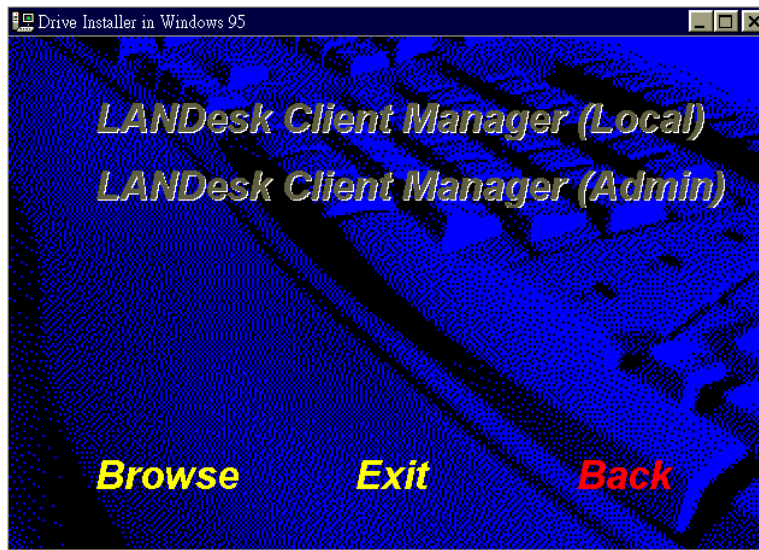 Drive Installer in Windows 95
LANDesk Client Manager (Local)
LANDesk Client Manager (Admin)
Browse Exit Back